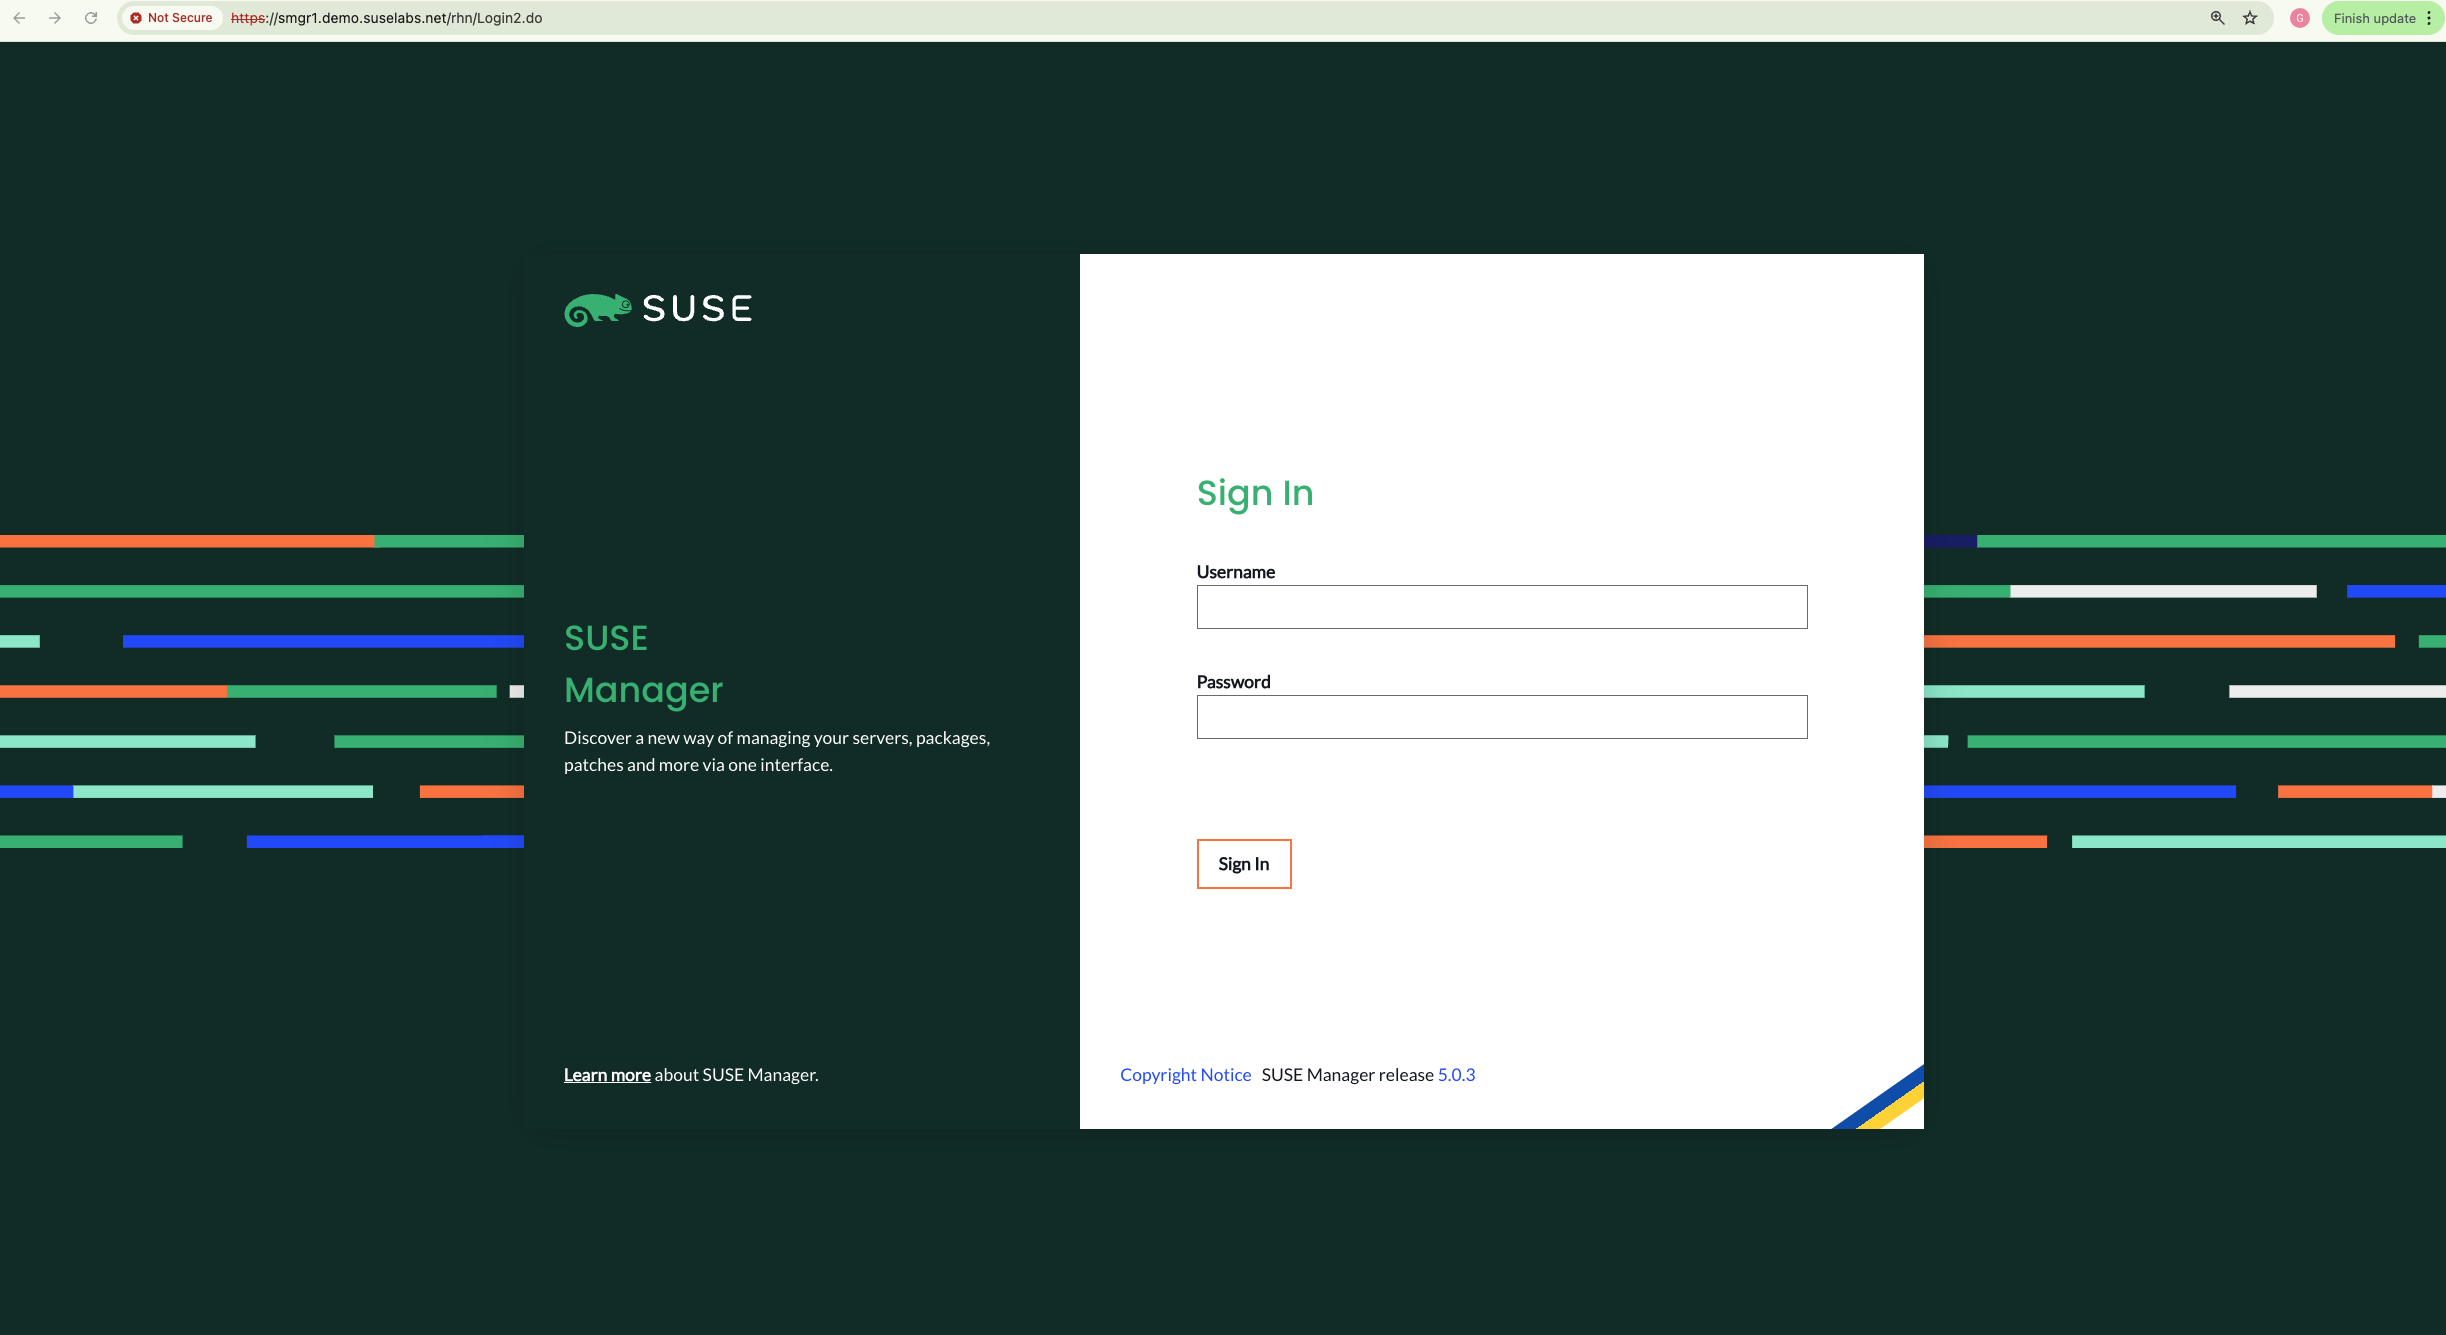 Not Secure https://smgr1.demo.suselabs.net/rhn/Login2.do G Finish update
SUSE
SUSE
Manager
Discover a new way of managing your servers, packages,
patches and more via one interface.
Learn more about SUSE Manager.
Sign In
Username
Password
Sign In
Copyright Notice SUSE Manager release 5.0.3